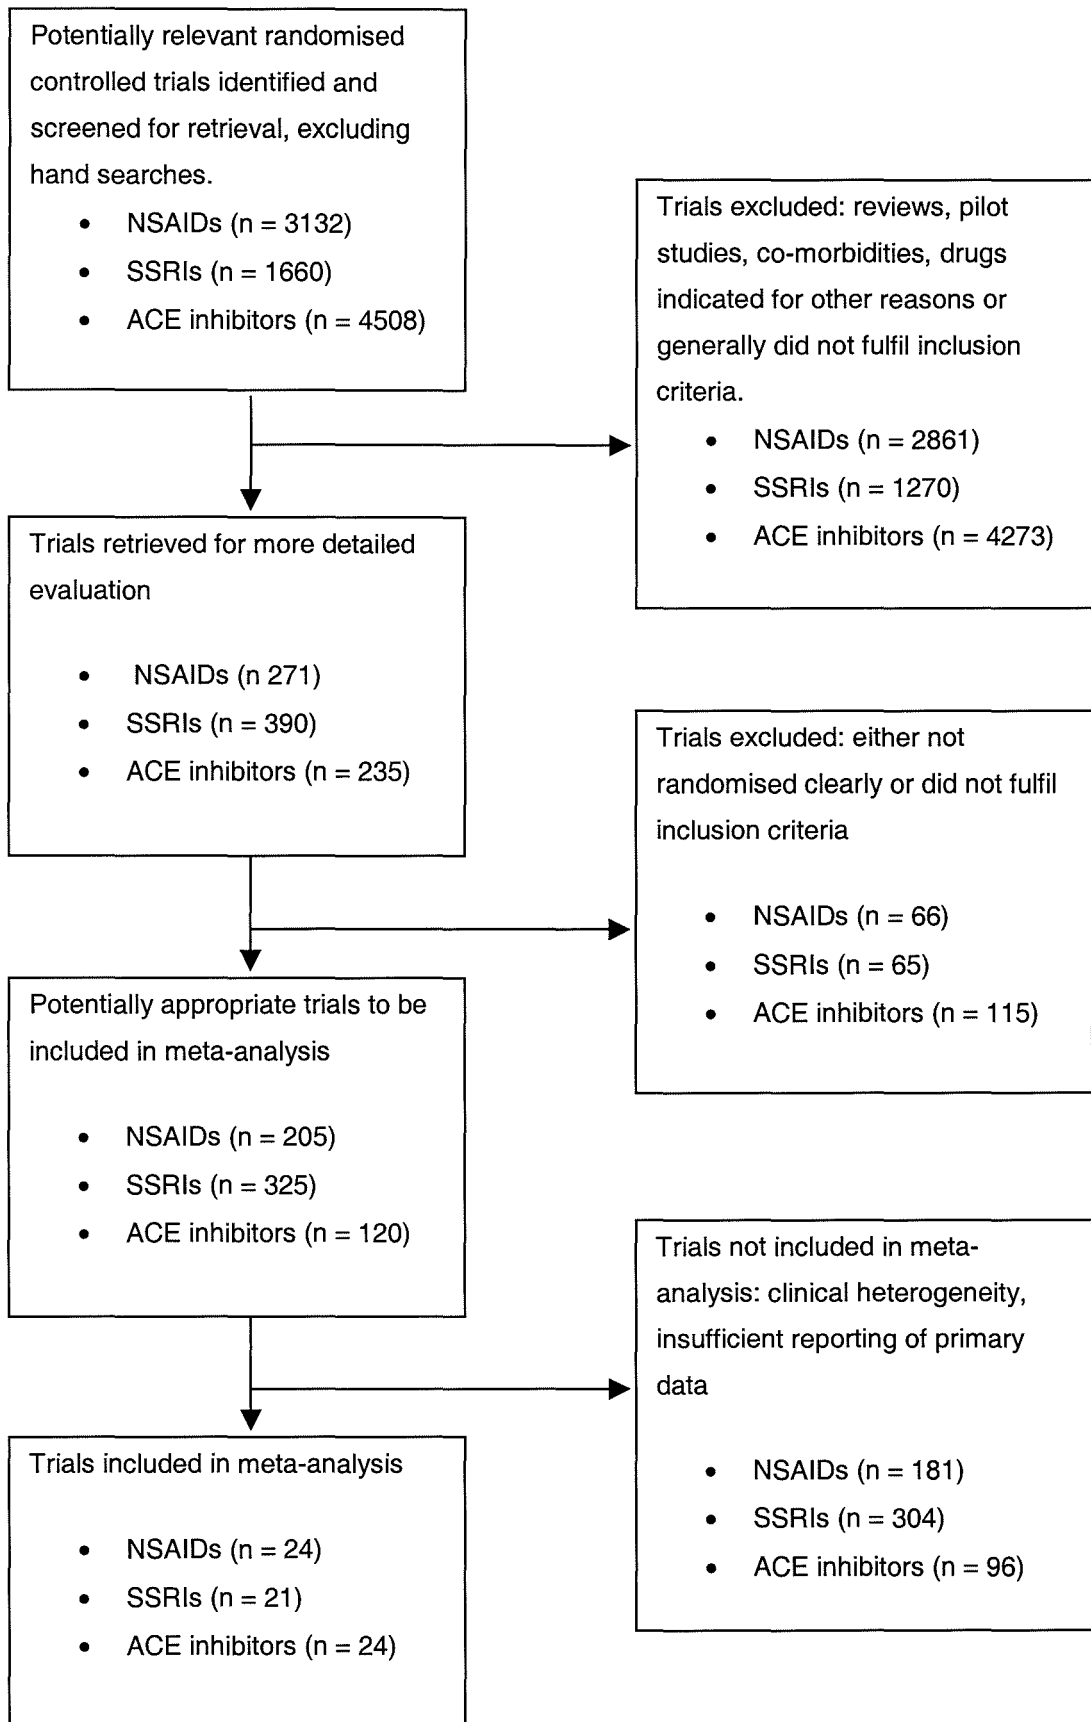 Potentially relevant randomised
controlled trials identified and
screened for retrieval, excluding
hand searches.
• NSAIDs (n = 3132)
• SSRIs (n = 1660)
• ACE inhibitors (n = 4508)
Trials excluded: reviews, pilot
studies, co-morbidities, drugs
indicated for other reasons or
generally did not fulfil inclusion
criteria.
• NSAIDs (n = 2861)
• SSRIs (n = 1270)
• ACE inhibitors (n = 4273)
Trials retrieved for more detailed
evaluation
• NSAIDs (n 271)
• SSRIs (n = 390)
• ACE inhibitors (n = 235)
Trials excluded: either not
randomised clearly or did not fulfil
inclusion criteria
• NSAIDs (n = 66)
• SSRIs (n = 65)
• ACE inhibitors (n = 115)
Potentially appropriate trials to be
included in meta-analysis
• NSAIDs (n = 205)
• SSRIs (n = 325)
• ACE inhibitors (n = 120)
Trials not included in meta-
analysis: clinical heterogeneity,
insufficient reporting of primary
data
• NSAIDs (n = 181)
• SSRIs (n = 304)
• ACE inhibitors (n = 96)
Trials included in meta-analysis
• NSAIDs (n = 24)
• SSRIs (n = 21)
• ACE inhibitors (n = 24)